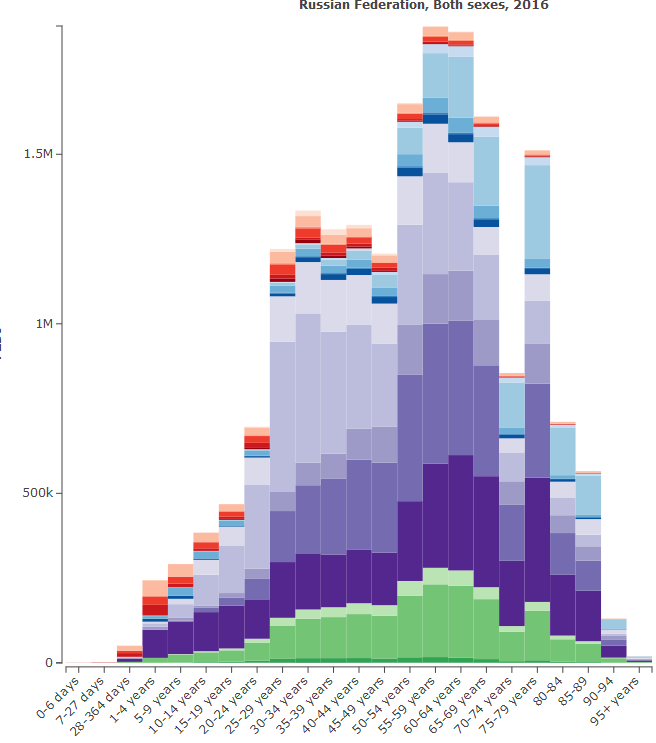 Russian Federation, Both sexes, 2016
1.5M
1M
500k
0
0-6 days
7-27 days
28-364 days
1-4 years
5-9 years
10-14 years
15-19 years
20-24 years
25-29 years
30-34 years
35-39 years
40-44 years
45-49 years
50-54 years
55-59 years
60-64 years
65-69 years
70-74 years
75-79 years
80-84
85-89
90-94
95+ years